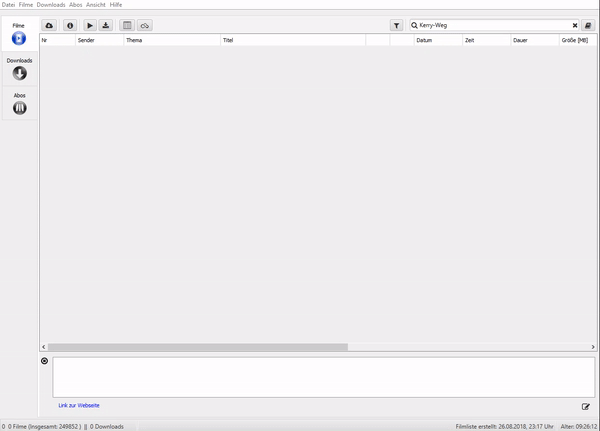 Datei Filme Downloads Abos Ansicht Hilfe
Filme
Kerry-Weg
Nr Sender Thema Titel Datum Zeit Dauer Größe [MB]
Downloads
Abos
Link zur Webseite
0 0 Filme (Insgesamt: 249852 ) || 0 Downloads Filmliste erstellt: 26.08.2018, 23:17 Uhr Alter: 09:26:12